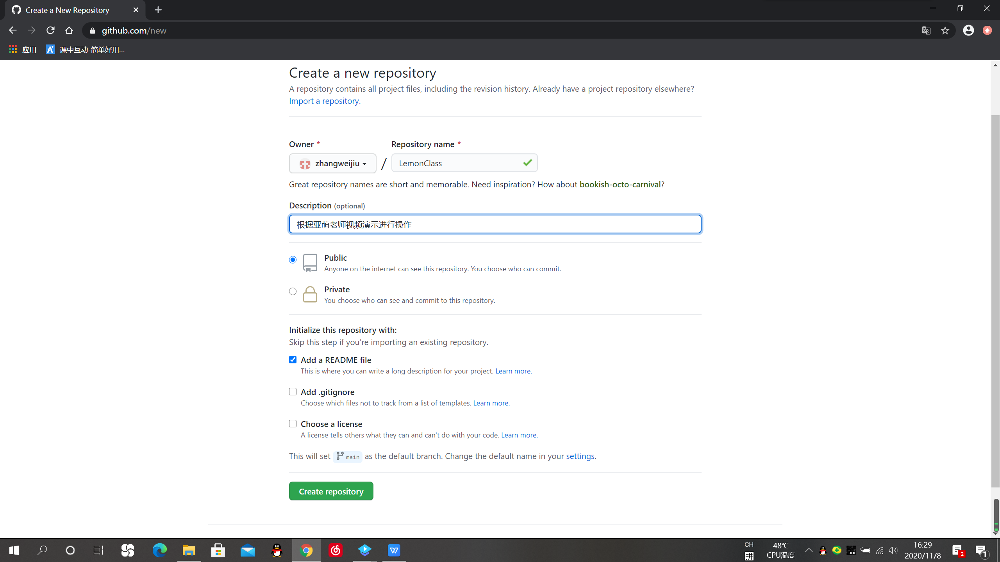 Create a New Repository
github.com/new
应用 课中互动-简单好用...
Create a new repository
A repository contains all project files, including the revision history. Already have a project repository elsewhere?
Import a repository.
Owner * Repository name *
zhangweijiu / LemonClass
Great repository names are short and memorable. Need inspiration? How about bookish-octo-carnival?
Description (optional)
根据亚萌老师视频演示进行操作
Public
Anyone on the internet can see this repository. You choose who can commit.
Private
You choose who can see and commit to this repository.
Initialize this repository with:
Skip this step if you’re importing an existing repository.
Add a README file
This is where you can write a long description for your project. Learn more.
Add .gitignore
Choose which files not to track from a list of templates. Learn more.
Choose a license
A license tells others what they can and can't do with your code. Learn more.
This will set main as the default branch. Change the default name in your settings.
Create repository
CH 48℃ 16:29
拼 CPU温度 2020/11/8 2 1